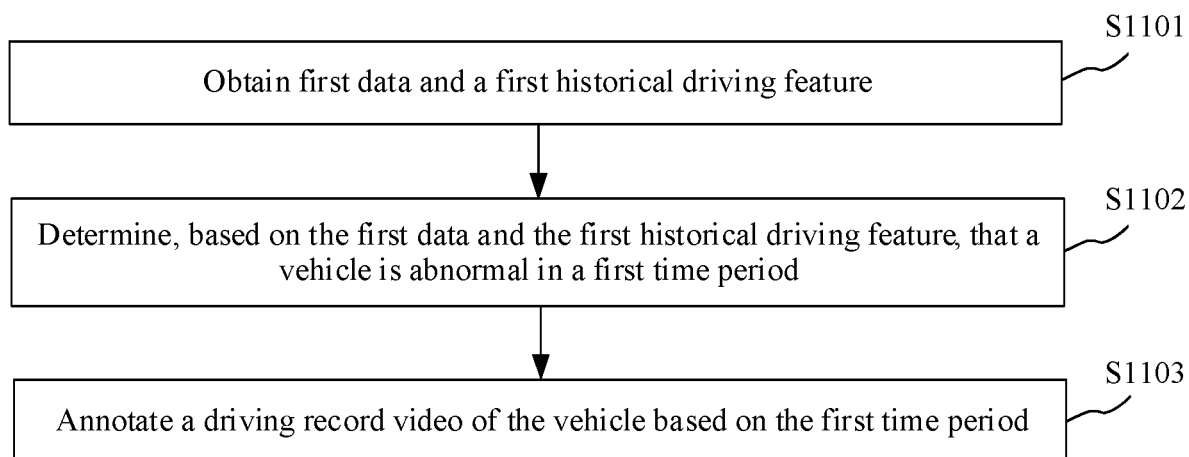 S1101
Obtain first data and a first historical driving feature
S1102
Determine, based on the first data and the first historical driving feature, that a
vehicle is abnormal in a first time period
S1103
Annotate a driving record video of the vehicle based on the first time period